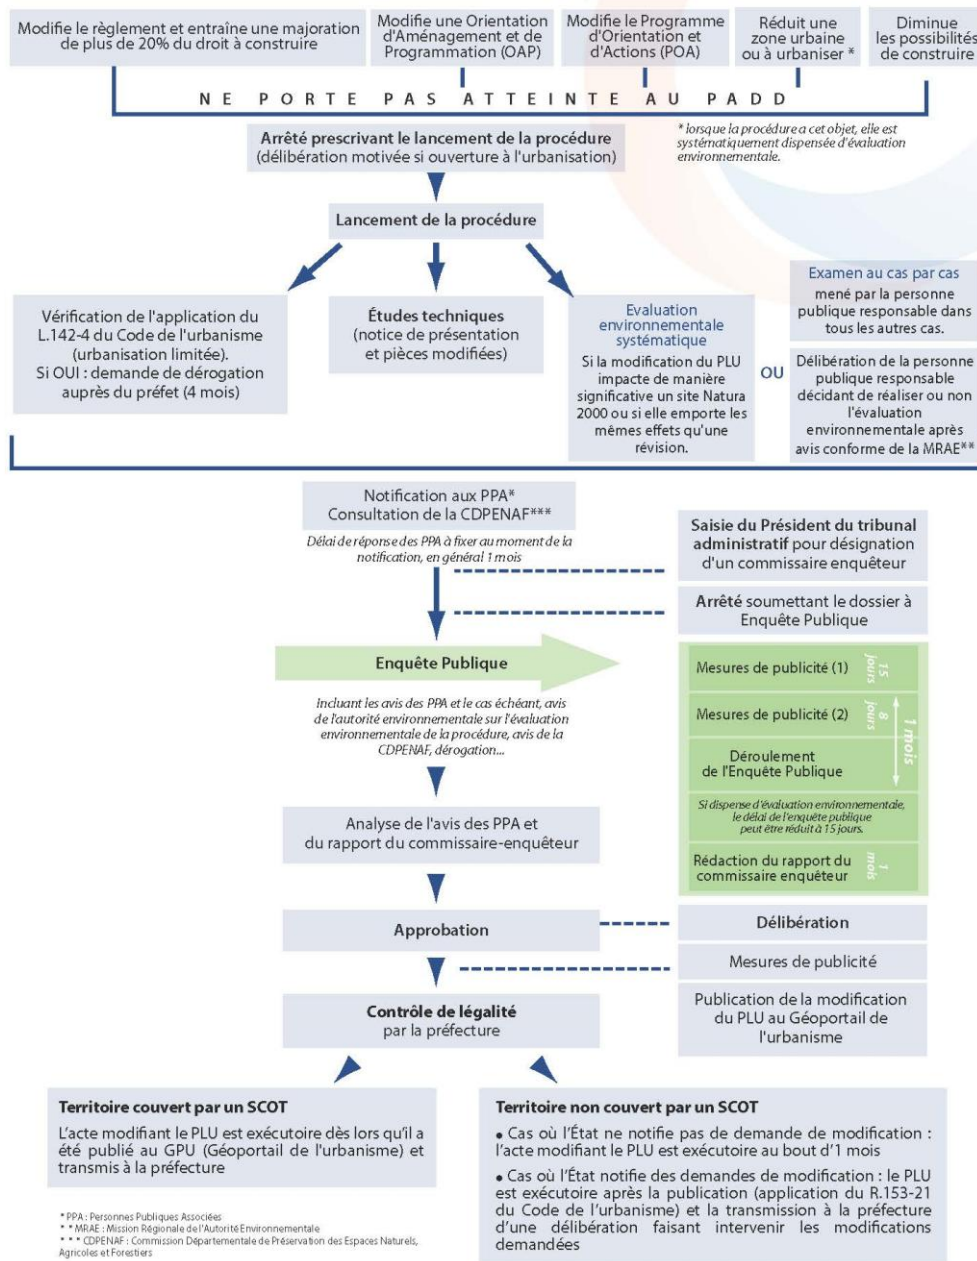 Modifie le règlement et entraîne une majoration
de plus de 20% du droit à construire
Modifie une Orientation
d'Aménagement et de
Programmation (OAP)
Modifie le Programme
d'Orientation et
d'Actions (POA)
Réduit une
zone urbaine
ou à urbaniser *
Diminue
les possibilités
de construire
NE PORTE PAS ATTEINTE AU PADD
* lorsque la procédure a cet objet, elle est
systématiquement dispensée d'évaluation
environnementale.
Arrêté prescrivant le lancement de la procédure
(délibération motivée si ouverture à l'urbanisation)
Lancement de la procédure
Vérification de l'application du
L.142-4 du Code de l'urbanisme
(urbanisation limitée).
Si OUI : demande de dérogation
auprès du préfet (4 mois)
Études techniques
(notice de présentation
et pièces modifiées)
Evaluation
environnementale
systématique
Si la modification du PLU
impacte de manière
significative un site Natura
2000 ou si elle emporte les
mêmes effets qu'une
révision.
OU
Examen au cas par cas
mené par la personne
publique responsable dans
tous les autres cas.
Délibération de la personne
publique responsable
décidant de réaliser ou non
l'évaluation
environnementale après
avis conforme de la MRAE**
Notification aux PPA*
Consultation de la CDPENAF***
Délai de réponse des PPA à fixer au moment de la
notification, en général 1 mois
Saisie du Président du tribunal
administratif pour désignation
d'un commissaire enquêteur
Arrêté soumettant le dossier à
Enquête Publique
Enquête Publique
Incluant les avis des PPA et le cas échéant, avis
de l'autorité environnementale sur l'évaluation
environnementale de la procédure, avis de la
CDPENAF, dérogation...
Mesures de publicité (1)
15
jours
Mesures de publicité (2)
8
jours
1 mois
Déroulement
de l'Enquête Publique
Si dispense d'évaluation environnementale,
le délai de l'enquête publique
peut être réduit à 15 jours.
Rédaction du rapport du
commissaire enquêteur
1
mois
Analyse de l'avis des PPA et
du rapport du commissaire-enquêteur
Approbation
Délibération
Mesures de publicité
Publication de la modification
du PLU au Géoportail de
l'urbanisme
Contrôle de légalité
par la préfecture
Territoire couvert par un SCOT
L'acte modifiant le PLU est exécutoire dès lors qu'il a
été publié au GPU (Géoportail de l'urbanisme) et
transmis à la préfecture
Territoire non couvert par un SCOT
• Cas où l'État ne notifie pas de demande de modification :
l'acte modifiant le PLU est exécutoire au bout d'1 mois
• Cas où l'État notifie des demandes de modification : le PLU
est exécutoire après la publication (application du R.153-21
du Code de l'urbanisme) et la transmission à la préfecture
d'une délibération faisant intervenir les modifications
demandées
* PPA : Personnes Publiques Associées
* * MRAE : Mission Régionale de l'Autorité Environnementale
* * * CDPENAF : Commission Départementale de Préservation des Espaces Naturels,
Agricoles et Forestiers